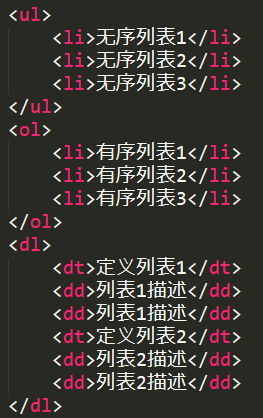 <ul>
    <li>无序列表1</li>
    <li>无序列表2</li>
    <li>无序列表3</li>
</ul>
<ol>
    <li>有序列表1</li>
    <li>有序列表2</li>
    <li>有序列表3</li>
</ol>
<dl>
    <dt>定义列表1</dt>
    <dd>列表1描述</dd>
    <dd>列表1描述</dd>
    <dt>定义列表2</dt>
    <dd>列表2描述</dd>
    <dd>列表2描述</dd>
</dl>